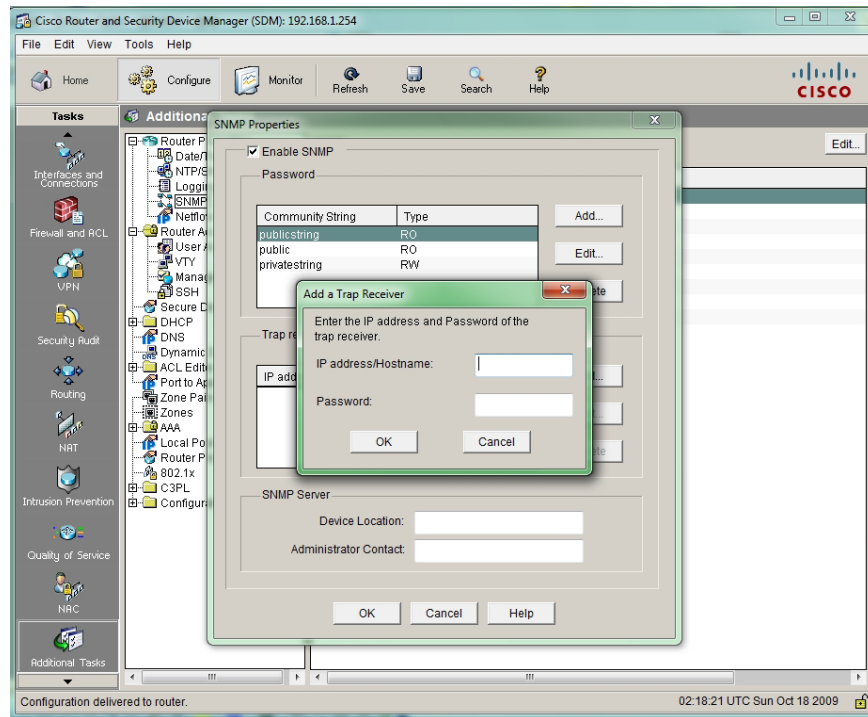 Cisco Router and Security Device Manager (SDM): 192.168.1.254
File Edit View Tools Help
Home Configure Monitor Refresh Save Search Help
CISCO
Tasks
Interfaces and Connections
Firewall and ACL
VPN
Security Audit
Routing
NAT
Intrusion Prevention
Quality of Service
NAC
Additional Tasks
Additiona
Router P
Date/T
NTP/S
Loggi
SNMP
Netflo
Router A
User A
VTY
Manag
SSH
Secure D
DHCP
DNS
Dynamic
ACL Edit
Port to Ap
Zone Pai
Zones
AAA
Local Po
Router P
802.1x
C3PL
Configur
Edit...
SNMP Properties
Enable SNMP
Password
Community String Type
publicstring RO
public RO
privatestring RW
Add...
Edit...
Trap re
IP add
Add a Trap Receiver
Enter the IP address and Password of the
trap receiver.
IP address/Hostname:
Password:
OK Cancel
SNMP Server
Device Location:
Administrator Contact:
OK Cancel Help
Configuration delivered to router.
02:18:21 UTC Sun Oct 18 2009